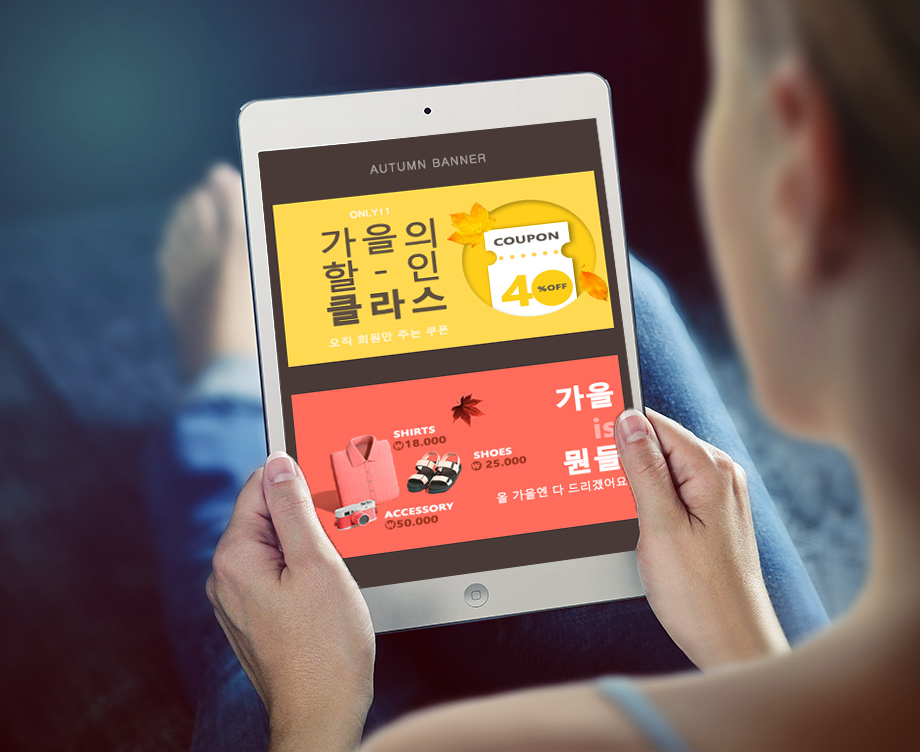 AUTUMN BANNER
ONLY11
가을의
할 - 인
클라스
오직 회원만 주는 쿠폰
COUPON
40%OFF
가을
is
뭔들
올 가을엔 다 드리겠어요
SHIRTS
₩18.000
SHOES
₩ 25.000
ACCESSORY
₩50.000